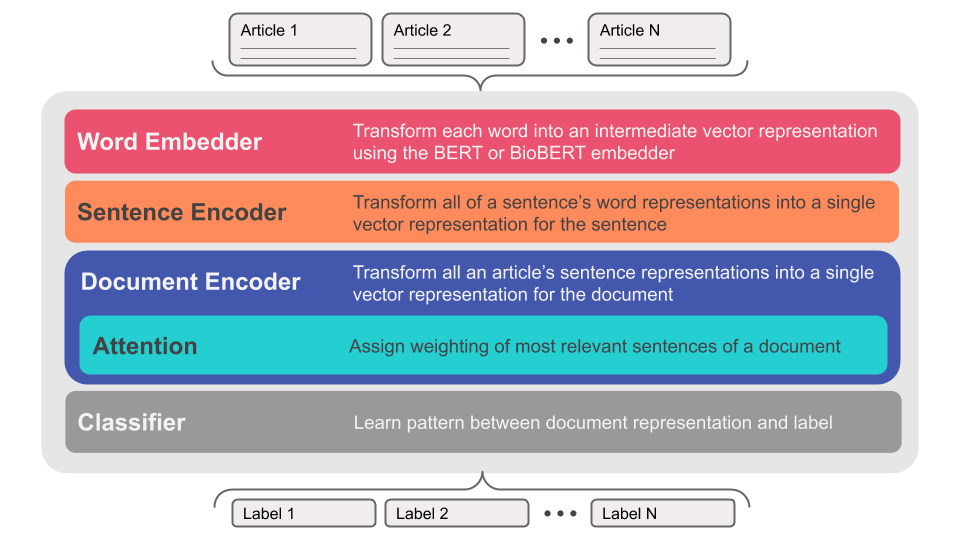 Article 1
Article 2
Article N
Word Embedder
Transform each word into an intermediate vector representation
using the BERT or BioBERT embedder
Sentence Encoder
Transform all of a sentence’s word representations into a single
vector representation for the sentence
Document Encoder
Transform all an article’s sentence representations into a single
vector representation for the document
Attention
Assign weighting of most relevant sentences of a document
Classifier
Learn pattern between document representation and label
Label 1
Label 2
Label N